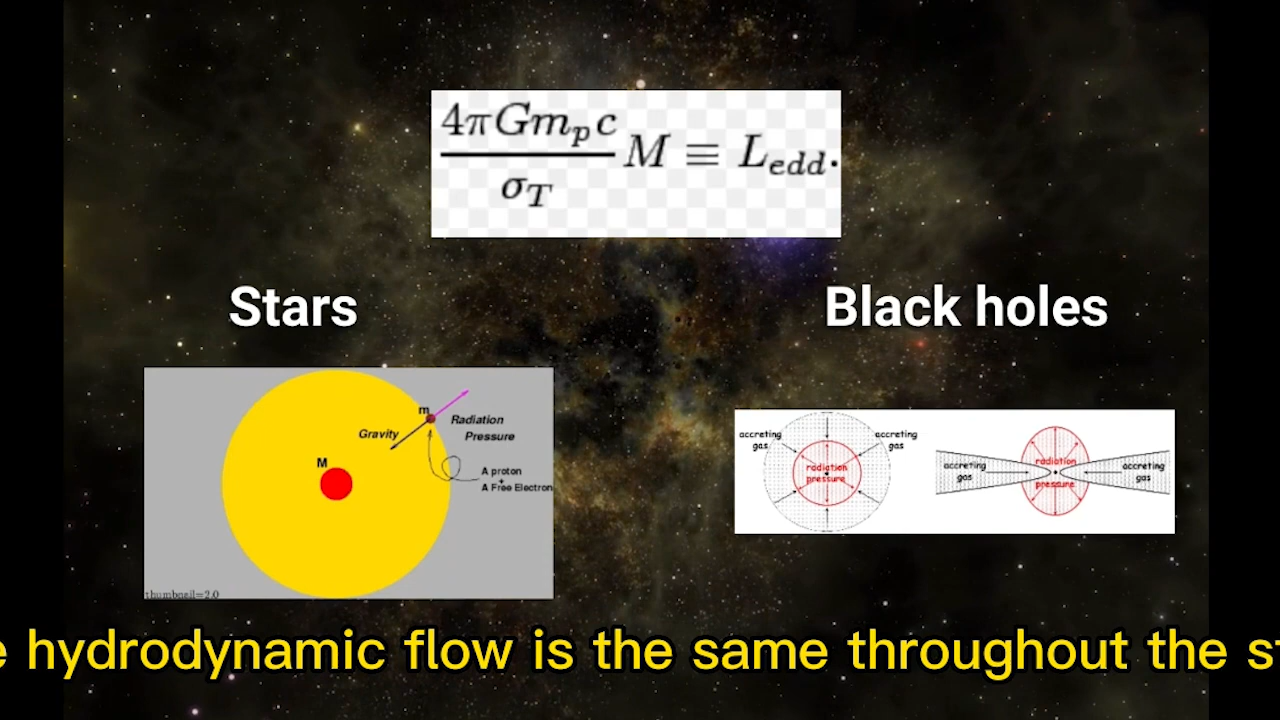 4πGm_pc
σ_T
M ≡ L_edd.
Stars
Black holes
m
Radiation
Pressure
Gravity
M
A proton
+
A Free Electron
thumbnail=2.0
accreting
gas
accreting
gas
radiation
pressure
accreting
gas
radiation
pressure
accreting
gas
hydrodynamic flow is the same throughout the